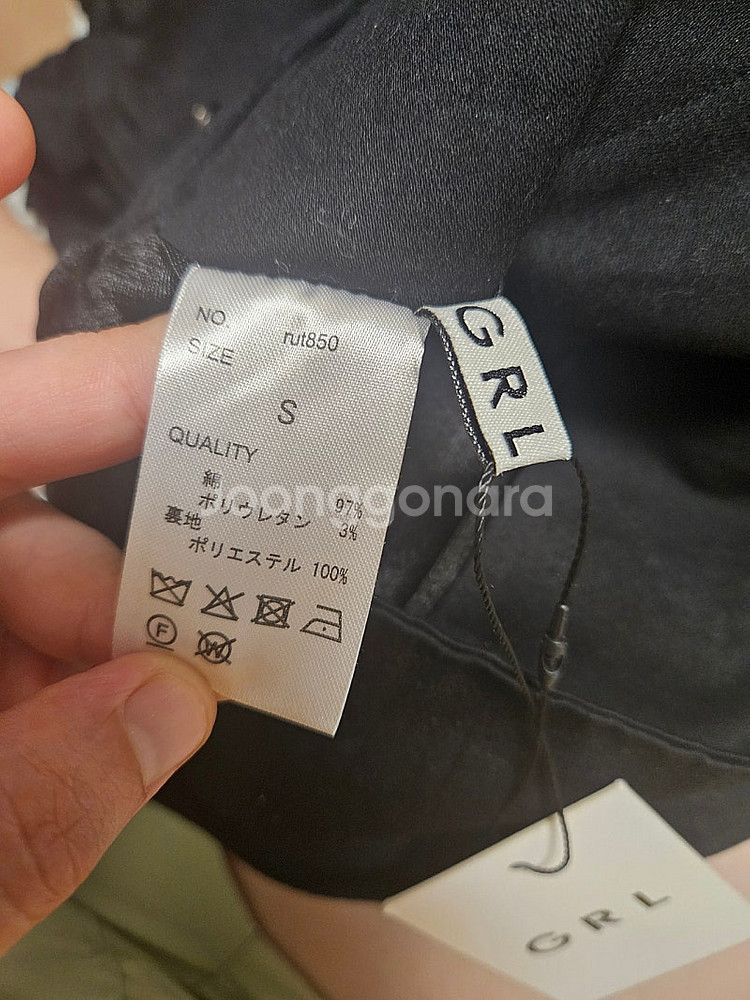 NO. rut850
SIZE
S
QUALITY
綿 97%
ポリウレタン 3%
裏地
ポリエステル 100%
F
W
GRL
GRL
joonggonara